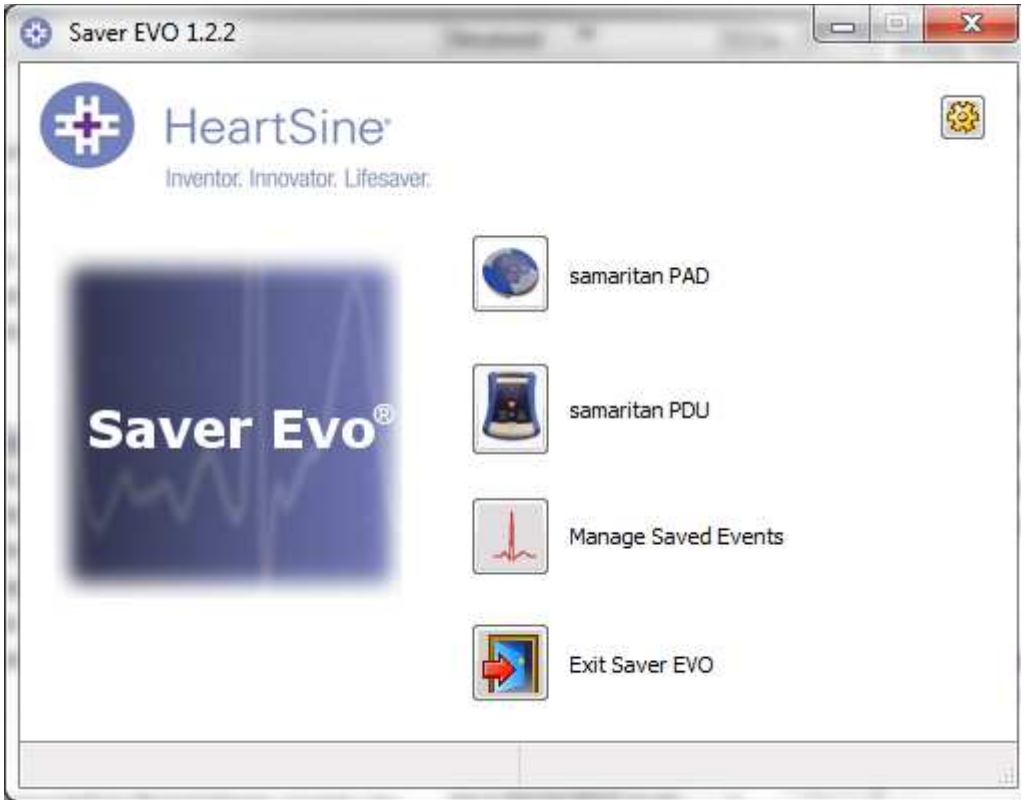 Saver EVO 1.2.2
HeartSine®
Inventor. Innovator. Lifesaver.
samaritan PAD
Saver Evo®
samaritan PDU
Manage Saved Events
Exit Saver EVO